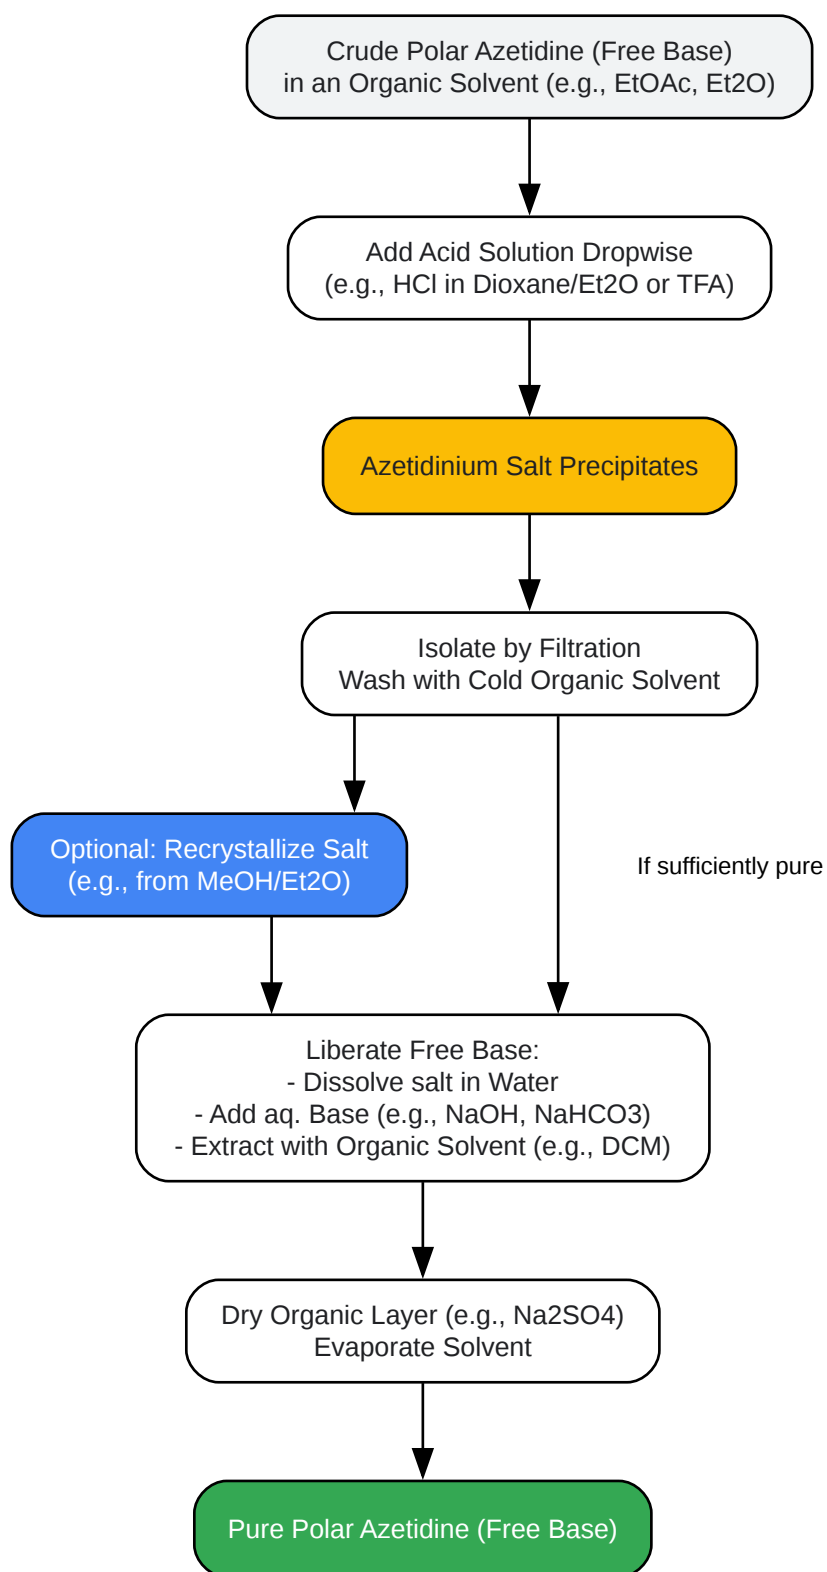 Crude Polar Azetidine (Free Base)
in an Organic Solvent (e.g., EtOAc, Et2O)
Add Acid Solution Dropwise
(e.g., HCl in Dioxane/Et2O or TFA)
Azetidinium Salt Precipitates
Isolate by Filtration
Wash with Cold Organic Solvent
Optional: Recrystallize Salt
(e.g., from MeOH/Et2O)
If sufficiently pure
Liberate Free Base:
- Dissolve salt in Water
- Add aq. Base (e.g., NaOH, NaHCO3)
- Extract with Organic Solvent (e.g., DCM)
Dry Organic Layer (e.g., Na2SO4)
Evaporate Solvent
Pure Polar Azetidine (Free Base)